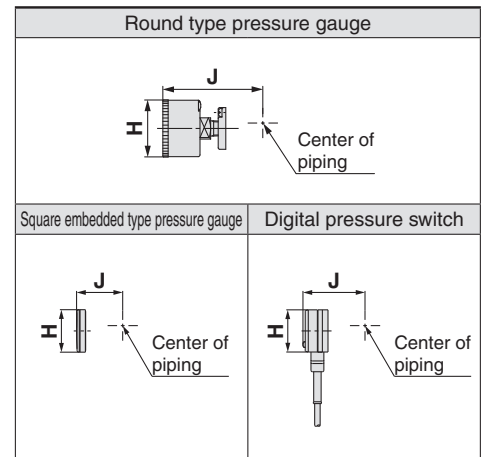 Round type pressure gauge
J
H
Center of
piping
Square embedded type pressure gauge
Digital pressure switch
J
H
Center of
piping
J
H
Center of
piping